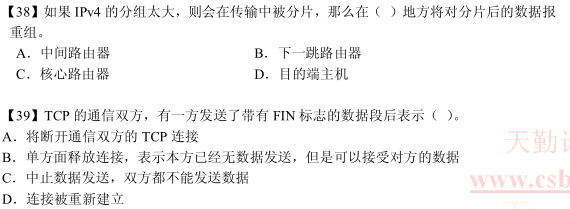 【38】如果 IPv4 的分组太大，则会在传输中被分片，那么在（ ）地方将对分片后的数据报
重组。
A．中间路由器 B．下一跳路由器
C．核心路由器 D．目的端主机
【39】TCP 的通信双方，有一方发送了带有 FIN 标志的数据段后表示（ ）。
A．将断开通信双方的 TCP 连接
B．单方面释放连接，表示本方已经无数据发送，但是可以接受对方的数据
C．中止数据发送，双方都不能发送数据
D．连接被重新建立
天勤
www.csb